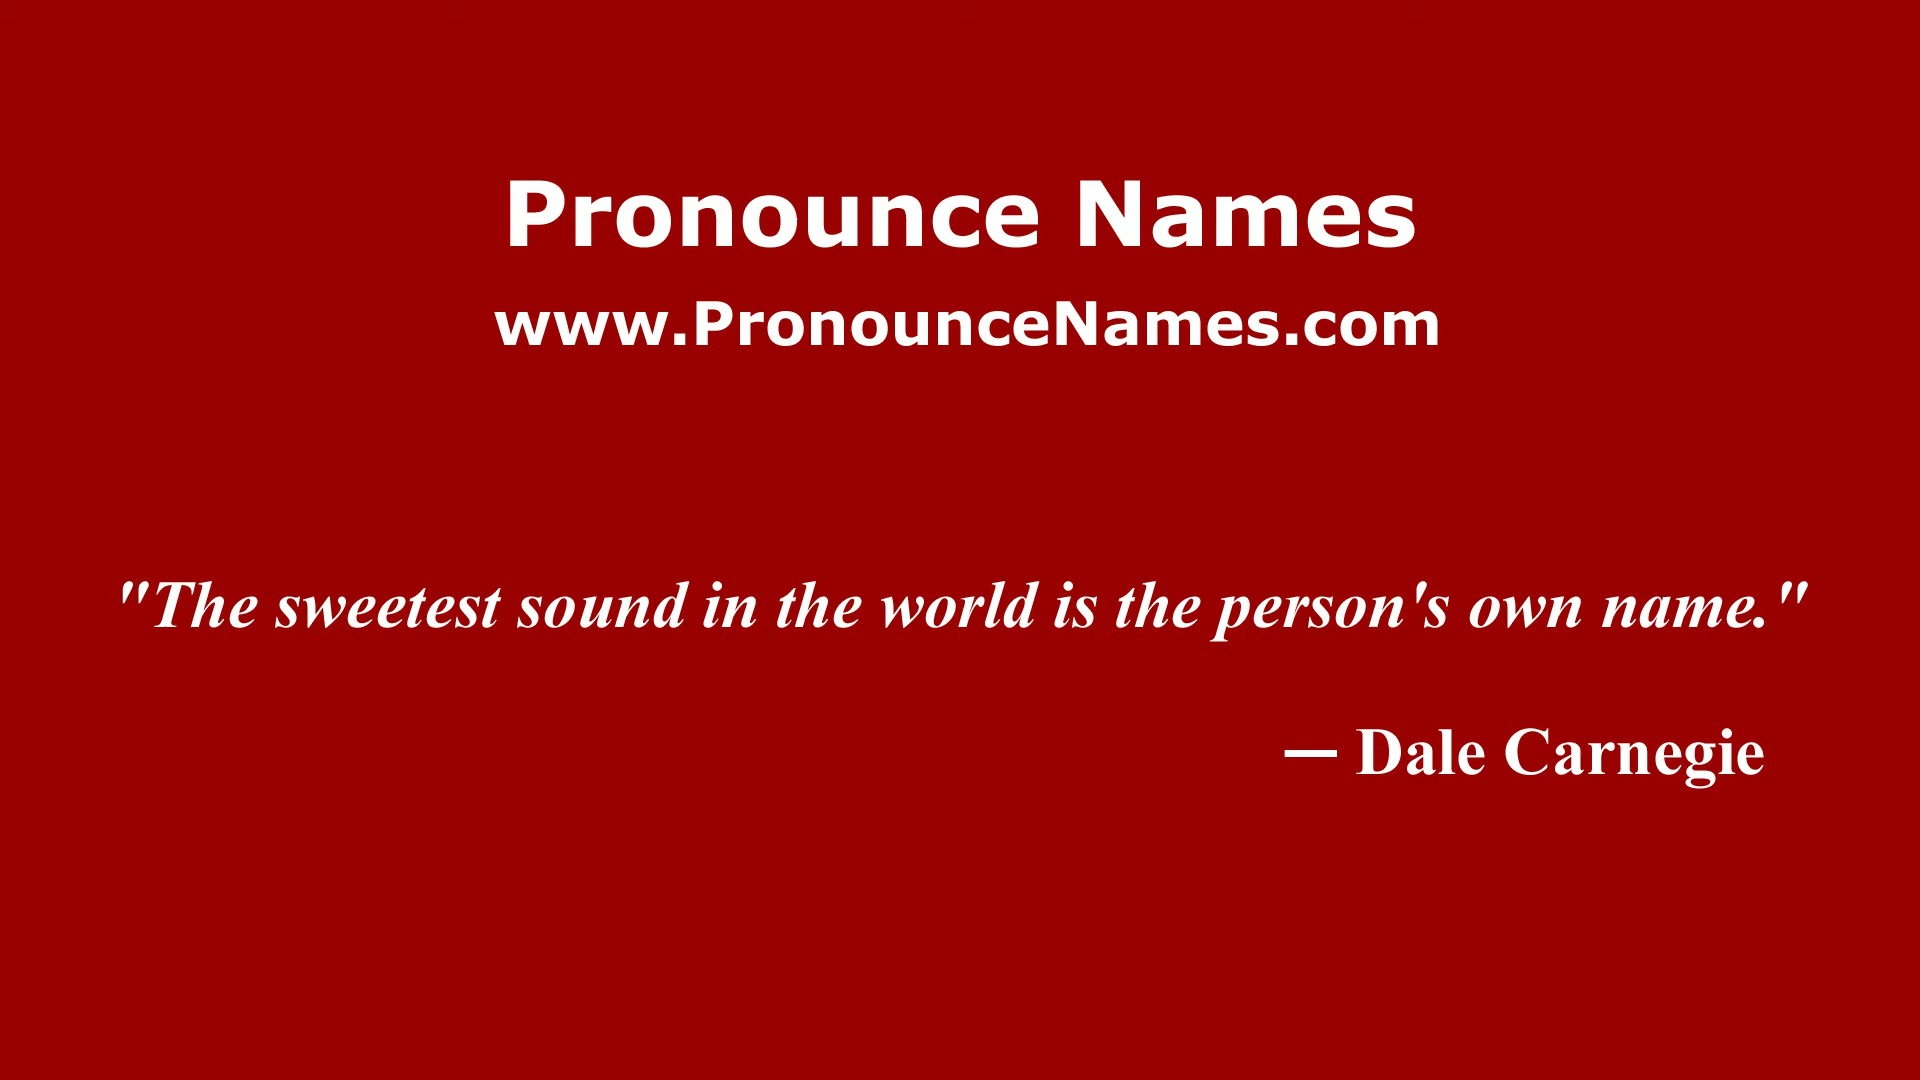 Pronounce Names
www.PronounceNames.com
"The sweetest sound in the world is the person's own name."
— Dale Carnegie